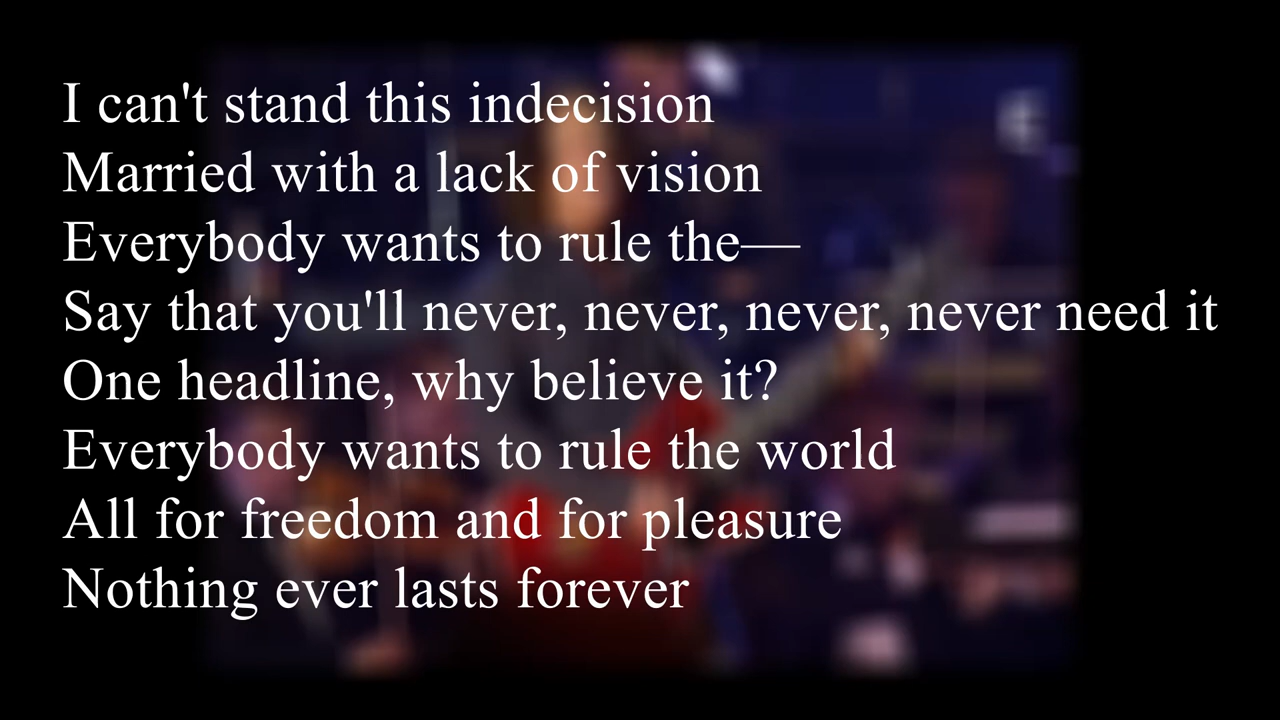 I can't stand this indecision
Married with a lack of vision
Everybody wants to rule the—
Say that you'll never, never, never, never need it
One headline, why believe it?
Everybody wants to rule the world
All for freedom and for pleasure
Nothing ever lasts forever